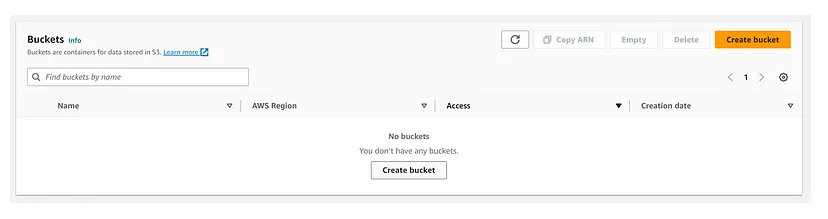 Buckets Info
Buckets are containers for data stored in S3. Learn more
Copy ARN
Empty
Delete
Create bucket
Find buckets by name
1
Name
AWS Region
Access
Creation date
No buckets
You don't have any buckets.
Create bucket